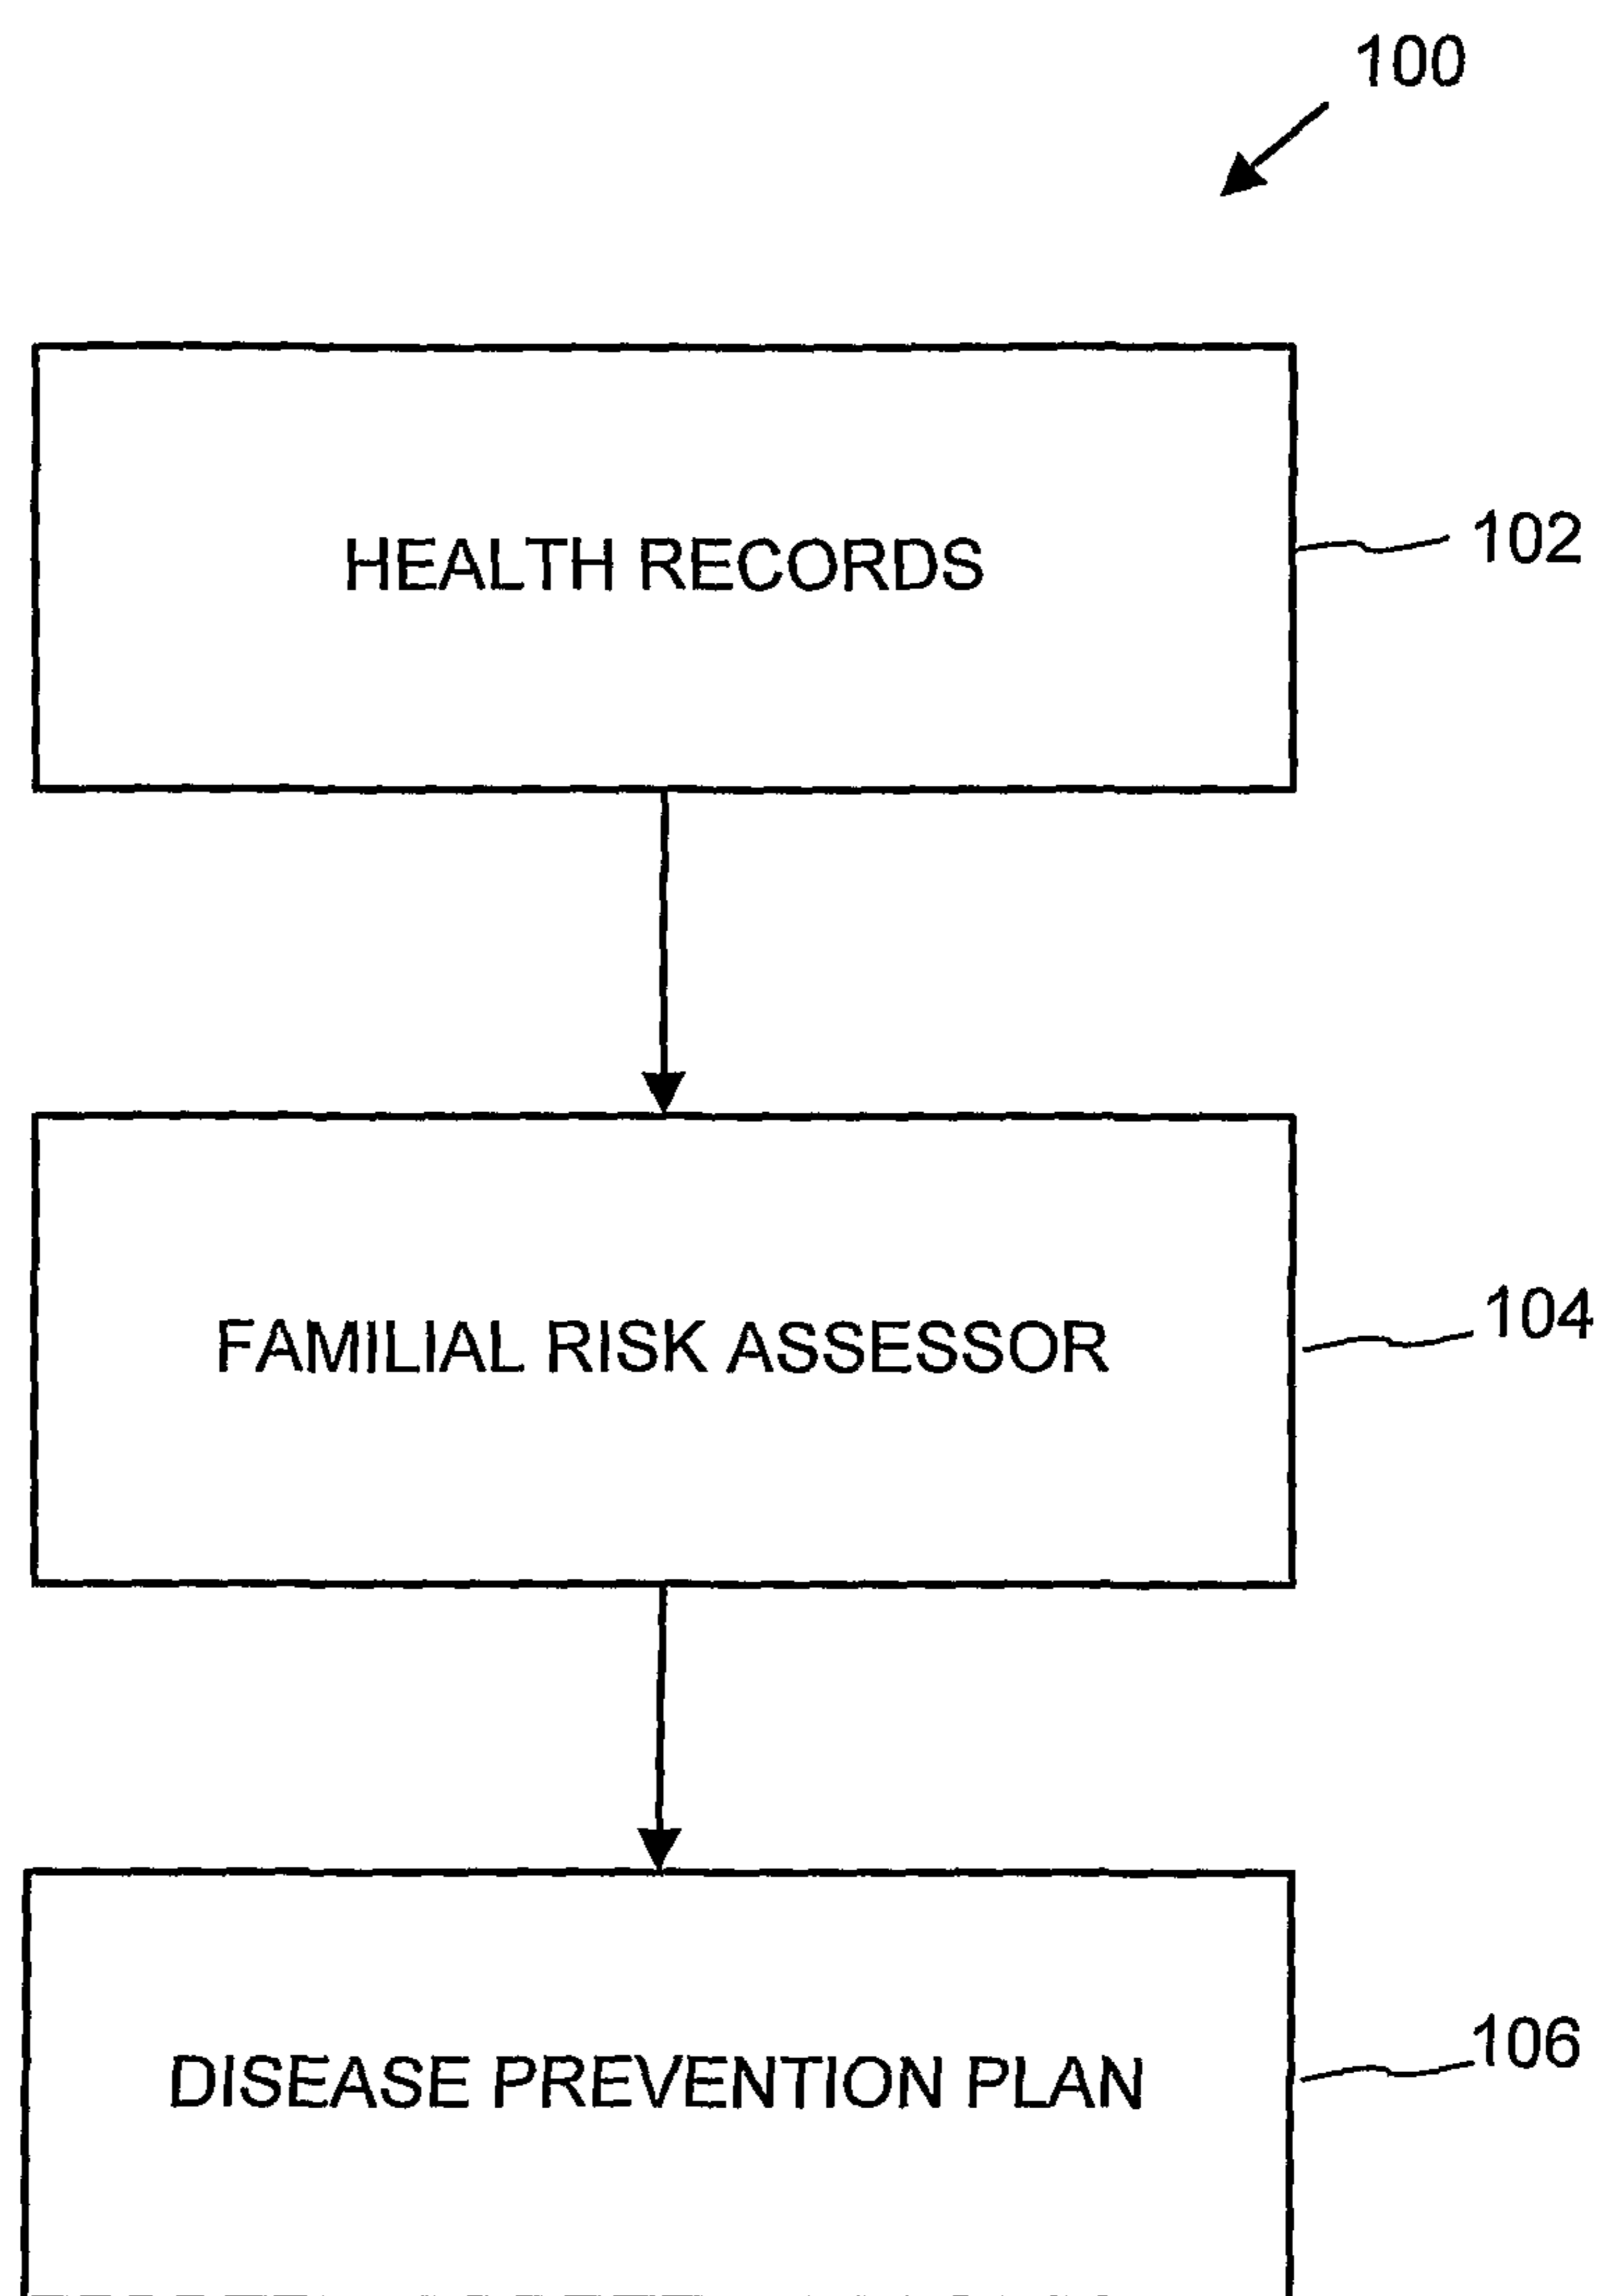 100
HEALTH RECORDS
102
FAMILIAL RISK ASSESSOR
104
DISEASE PREVENTION PLAN
106